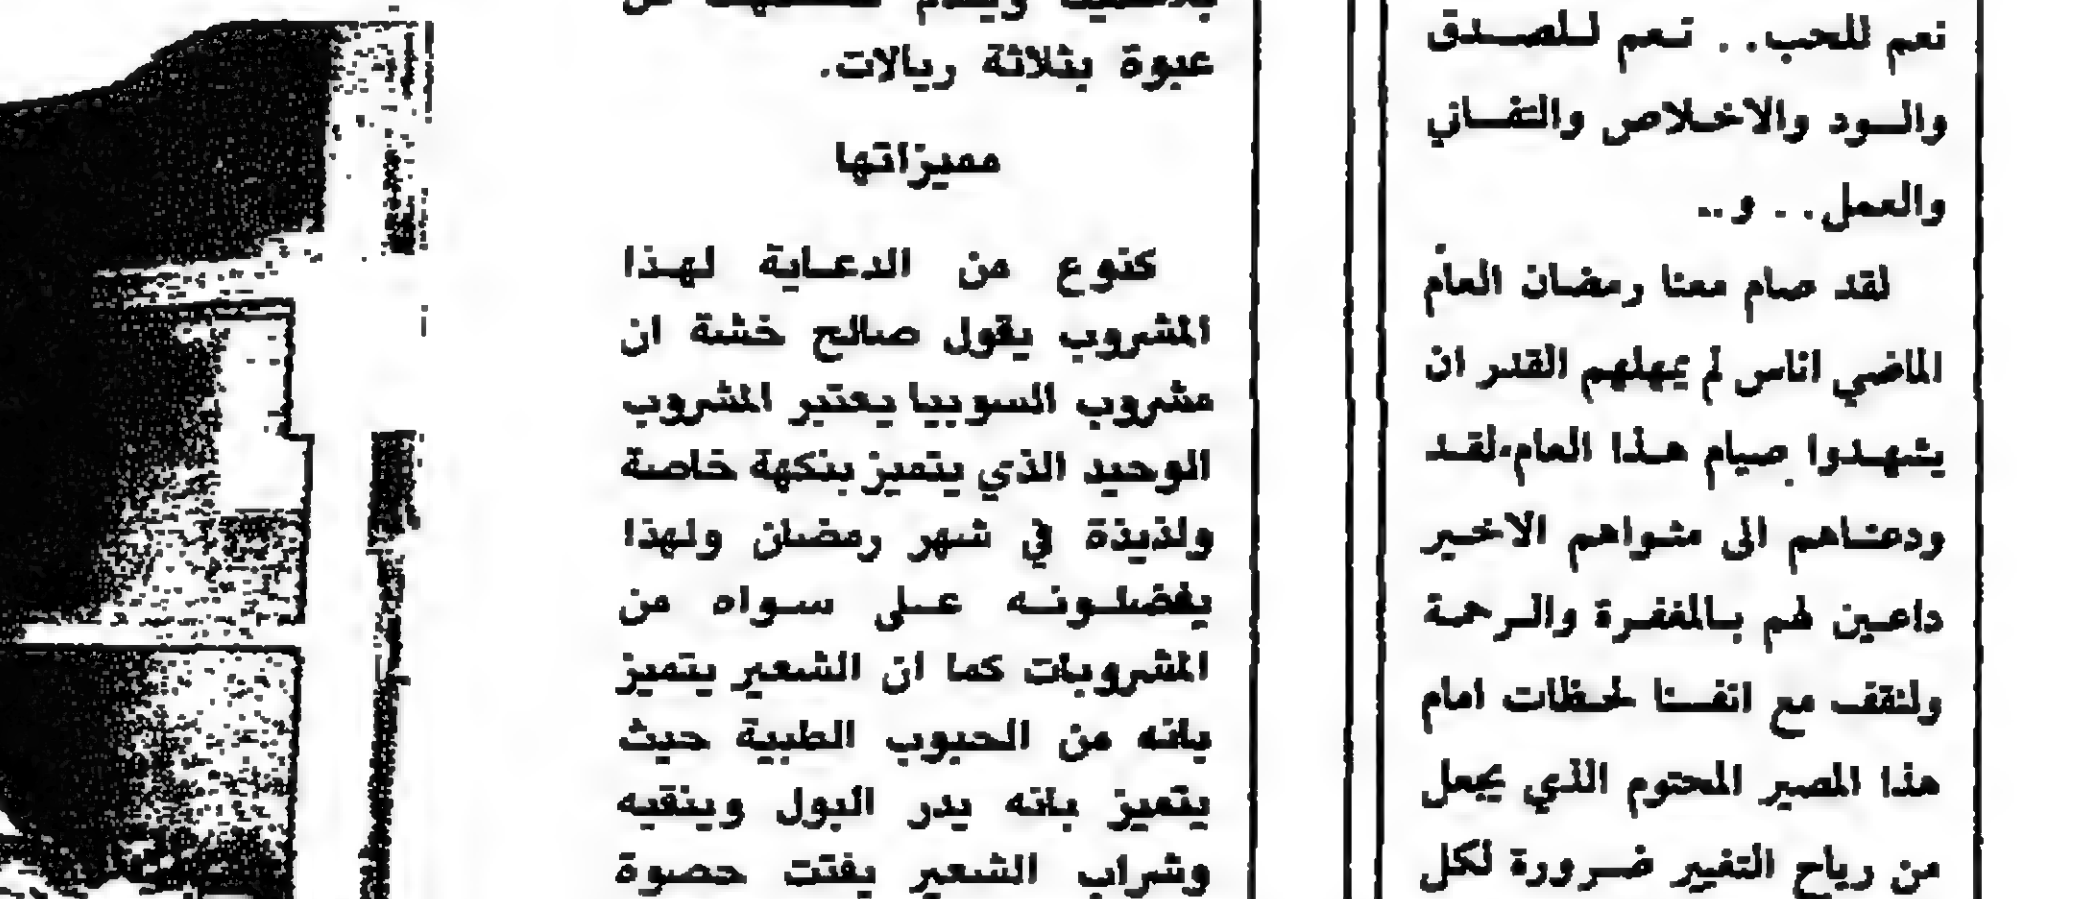 نعم للحب.. تعم للصدق
والود والاخلاص والتفاني
والعمل.. و..
لقد صام معنا رمضان العام
الماضي اناس لم يمهلهم القدر ان
يشهدوا صيام هذا العام، لقد
ودعناهم الى مثواهم الاخير
داعين لهم بالمغفرة والرحمة
ولنقف مع انفسنا لحظات امام
هذا المصير المحتوم الذي يجعل
من رياح التغيير ضرورة لكل
عبوة بثلاثة ريالات.
مميزاتها
كنوع من الدعاية لهذا
المشروب يقول صالح خشة ان
مشروب السوبيا يعتبر المشروب
الوحيد الذي يتميز بنكهة خاصة
ولذيذة في شهر رمضان ولهذا
يفضلونه على سواه من
المشروبات كما ان الشعير يتميز
بانه من الحبوب الطبية حيث
يتميز بانه يدر البول وينقيه
وشراب الشعير يفتت حصوة